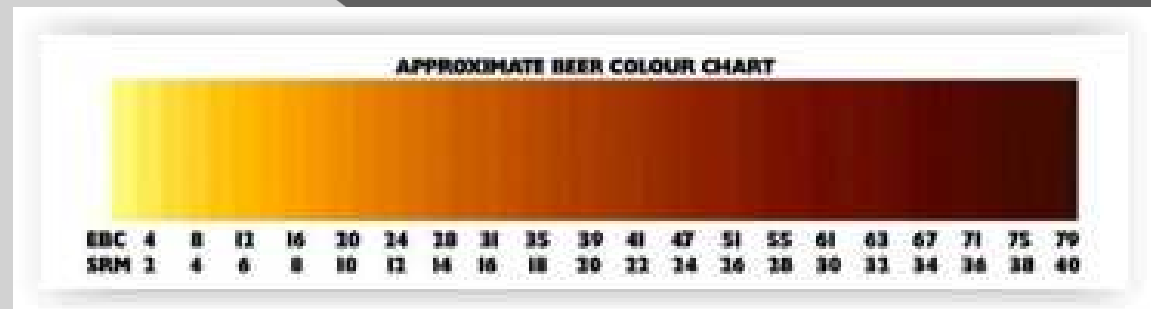 APPROXIMATE BEER COLOUR CHART
EBC 4 8 12 16 20 24 28 31 35 39 41 47 51 55 61 63 67 71 75 79
SRM 2 4 6 8 10 12 14 16 18 20 22 24 26 28 30 32 34 36 38 40